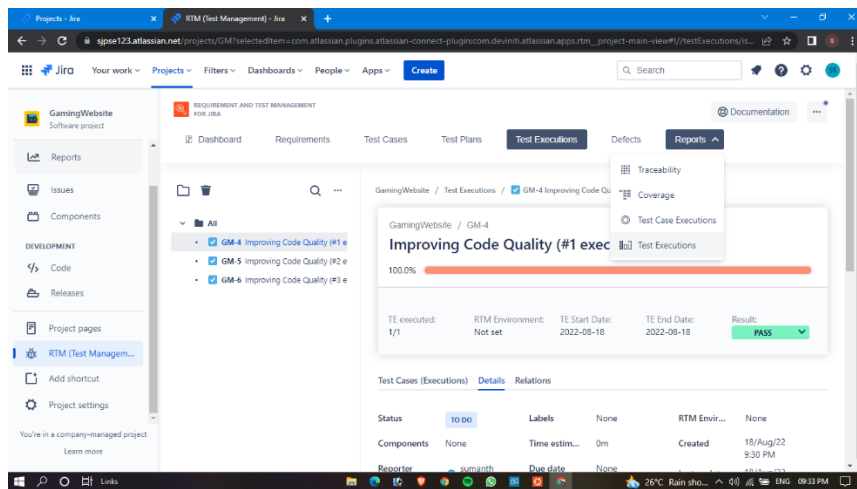 Projects - Jira
RTM (Test Management) - Jira
sjpse123.atlassian.net/projects/GM?selectedItem=com.atlassian.plugins.atlassian-connect-plugin:com.deviniti.atlassian.apps.rtm__project-main-view#!/testExecutions/is...
Jira Your work Projects Filters Dashboards People Apps Create Search
GamingWebsite
Software project
REQUIREMENT AND TEST MANAGEMENT
FOR JIRA
Documentation
Dashboard Requirements Test Cases Test Plans Test Executions Defects Reports
Reports
Issues
Components
DEVELOPMENT
Code
Releases
Project pages
RTM (Test Managem...
Add shortcut
Project settings
You're in a company-managed project
Learn more
All
GM-4 Improving Code Quality (#1 e
GM-5 Improving Code Quality (#2 e
GM-6 Improving Code Quality (#3 e
Traceability
Coverage
Test Case Executions
Test Executions
GamingWebsite / Test Executions / GM-4 Improving Code Qu
GamingWebsite / GM-4
Improving Code Quality (#1 exec
100.0%
TE executed: RTM Environment: TE Start Date: TE End Date: Result:
1/1 Not set 2022-08-18 2022-08-18 PASS
Test Cases (Executions) Details Relations
Status TO DO Labels None RTM Envir... None
Components None Time estim... 0m Created 18/Aug/22
9:30 PM
Reporter sumanth Due date None
Links
26°C Rain sho... ENG 09:33 PM